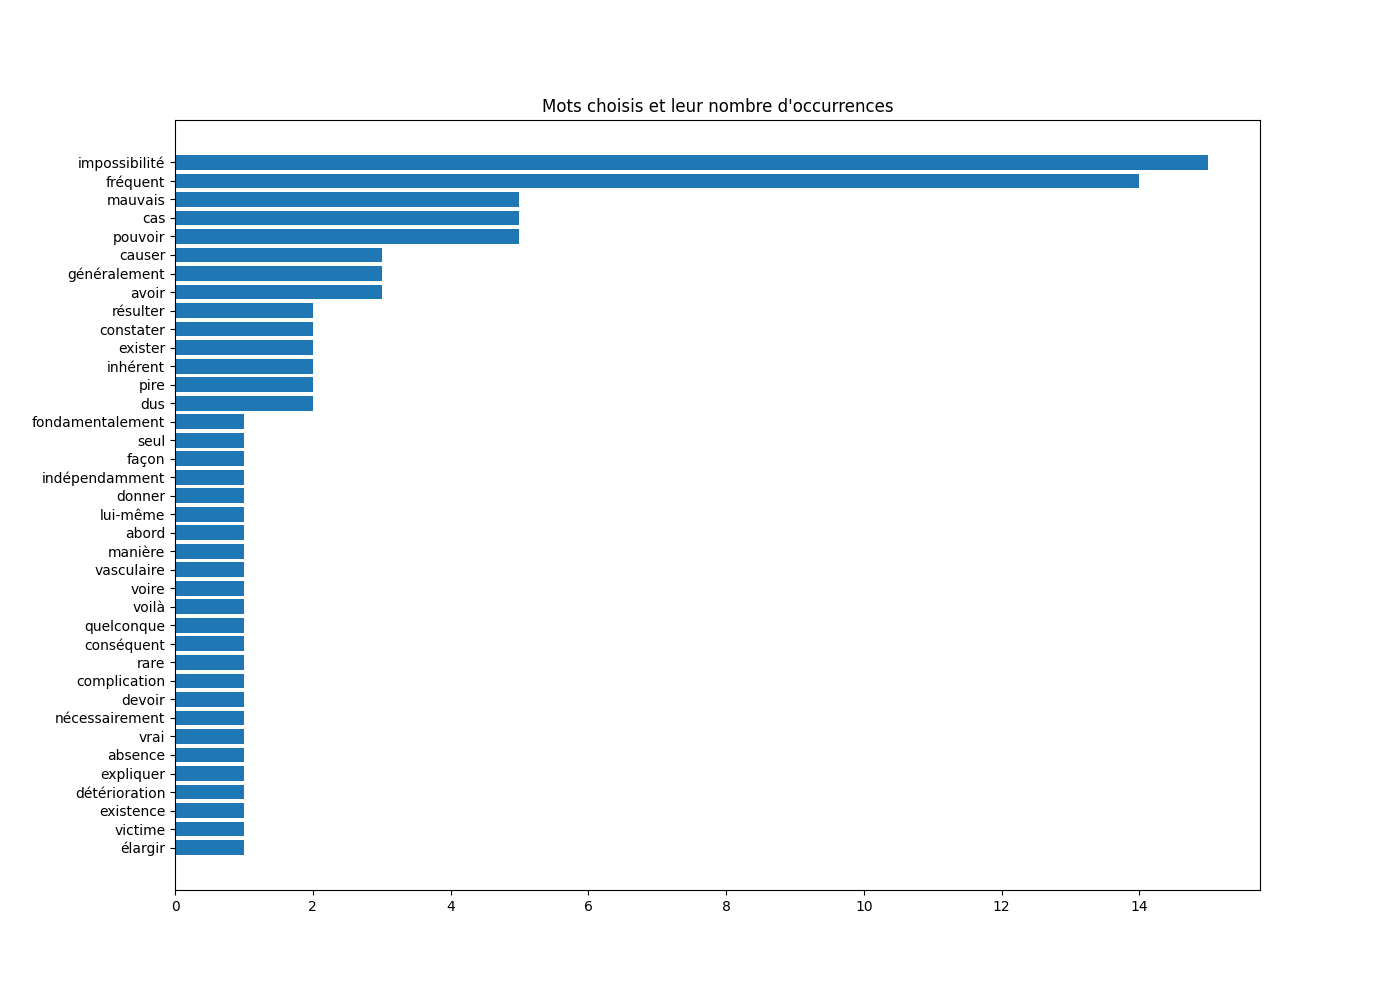 Mots choisis et leur nombre d'occurrences
impossibilité
fréquent
mauvais
cas
pouvoir
causer
généralement
avoir
résulter
constater
exister
inhérent
pire
dus
fondamentalement
seul
façon
indépendamment
donner
lui-même
abord
manière
vasculaire
voire
voilà
quelconque
conséquent
rare
complication
devoir
nécessairement
vrai
absence
expliquer
détérioration
existence
victime
élargir
0 2 4 6 8 10 12 14